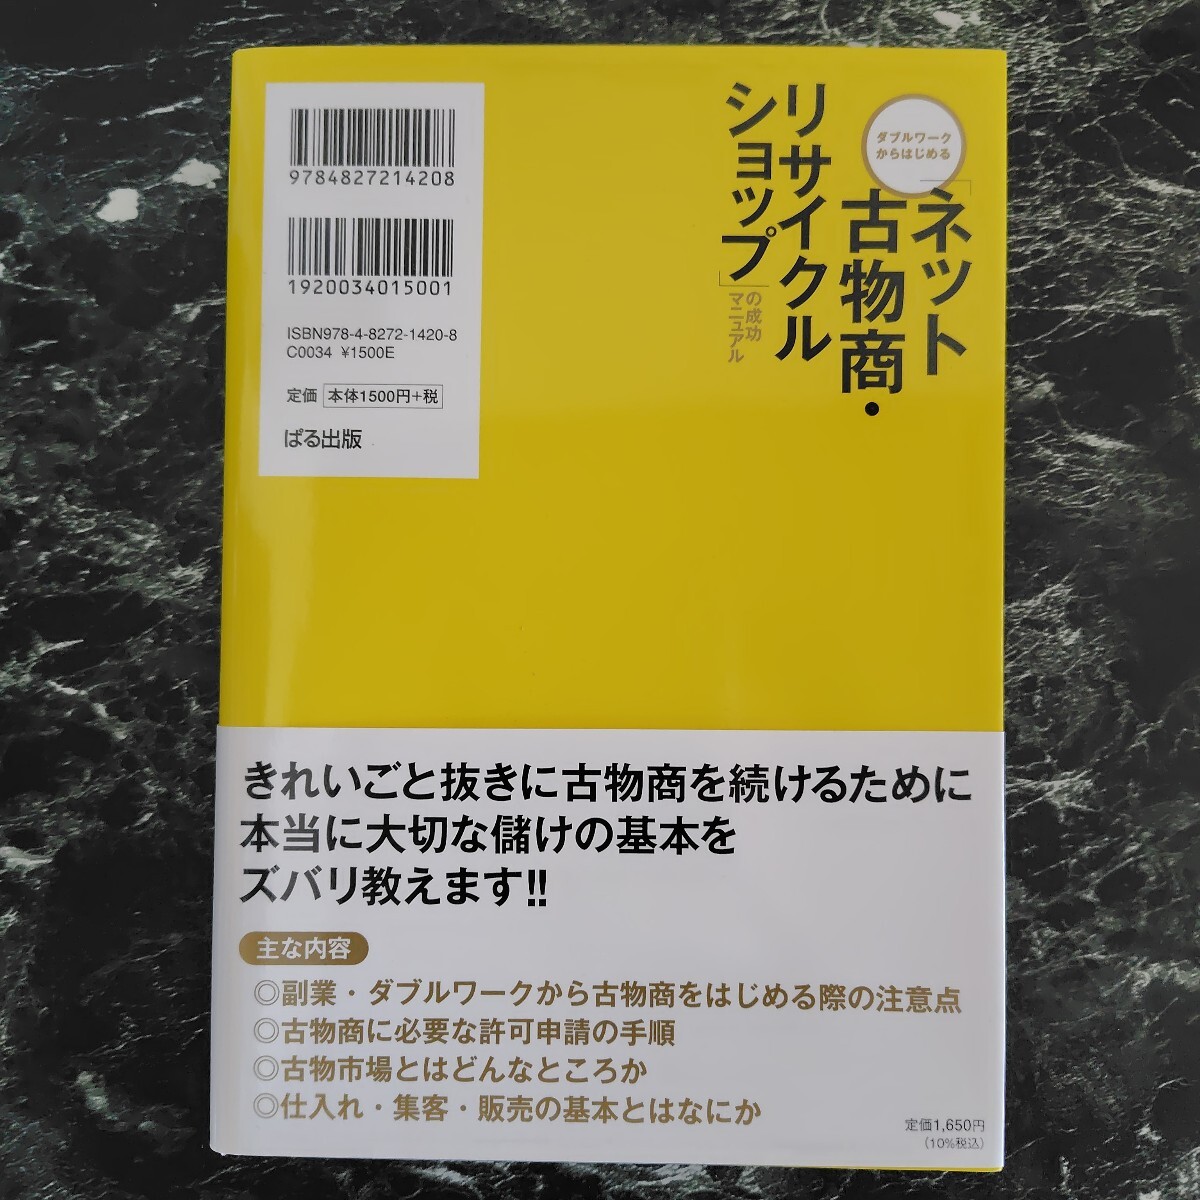 ダブルワーク
からはじめる
「ネット
古物商・
リサイクル
ショップ」
の成功
マニュアル
9784827214208
1920034015001
ISBN978-4-8272-1420-8
C0034 ¥1500E
定価 本体1500円+税
ぱる出版
きれいごと抜きに古物商を続けるために
本当に大切な儲けの基本を
ズバリ教えます!!
主な内容
◎副業・ダブルワークから古物商をはじめる際の注意点
◎古物商に必要な許可申請の手順
◎古物市場とはどんなところか
◎仕入れ・集客・販売の基本とはなにか
定価1,650円
(10%税込)